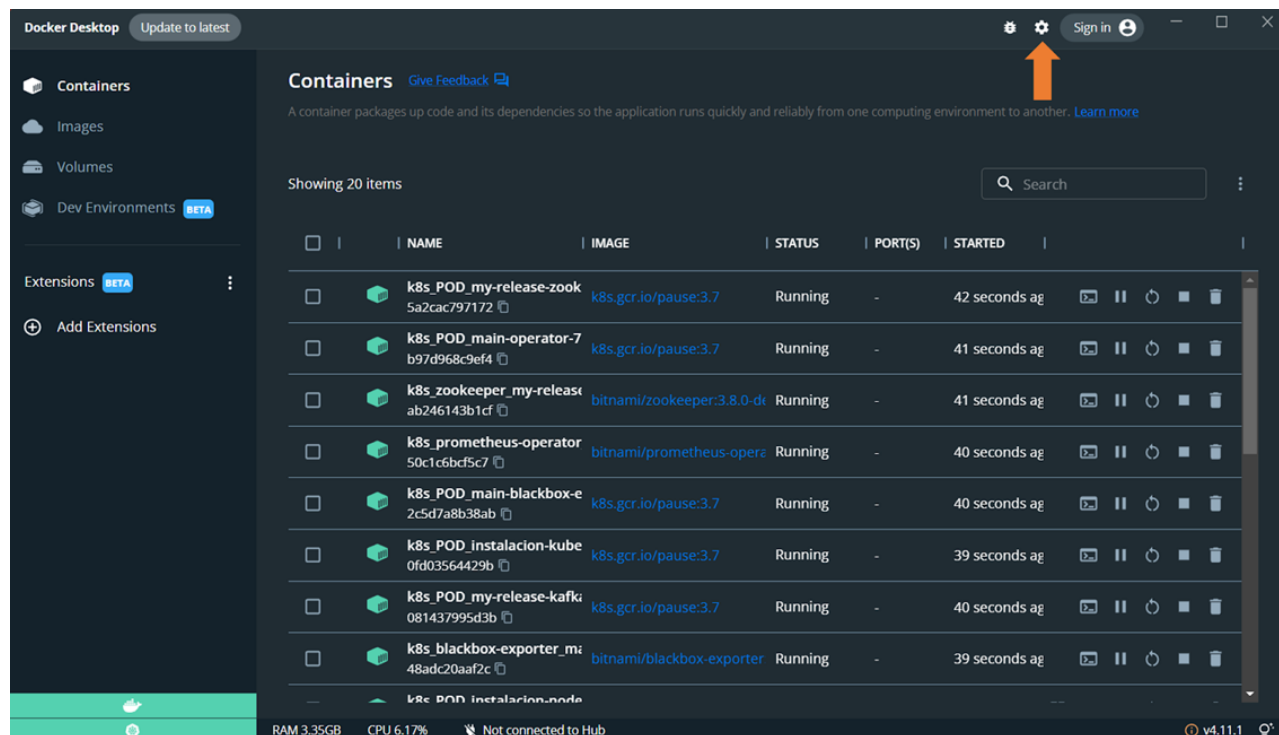 Docker Desktop Update to latest Sign in
Containers
Images
Volumes
Dev Environments BETA
Extensions BETA
Add Extensions
Containers Give Feedback
A container packages up code and its dependencies so the application runs quickly and reliably from one computing environment to another. Learn more
Showing 20 items Search
NAME IMAGE STATUS PORT(S) STARTED
k8s_POD_my-release-zook
5a2cac797172
k8s.gcr.io/pause:3.7 Running - 42 seconds ag
k8s_POD_main-operator-7
b97d968c9ef4
k8s.gcr.io/pause:3.7 Running - 41 seconds ag
k8s_zookeeper_my-release
ab246143b1cf
bitnami/zookeeper:3.8.0-de Running - 41 seconds ag
k8s_prometheus-operator
50c1c6bcf5c7
bitnami/prometheus-opera Running - 40 seconds ag
k8s_POD_main-blackbox-e
2c5d7a8b38ab
k8s.gcr.io/pause:3.7 Running - 40 seconds ag
k8s_POD_instalacion-kube
0fd03564429b
k8s.gcr.io/pause:3.7 Running - 39 seconds ag
k8s_POD_my-release-kafka
081437995d3b
k8s.gcr.io/pause:3.7 Running - 40 seconds ag
k8s_blackbox-exporter_ma
48adc20aaf2c
bitnami/blackbox-exporter Running - 39 seconds ag
k8s_POD_instalacion-node
RAM 3.35GB CPU 6.17% Not connected to Hub v4.11.1